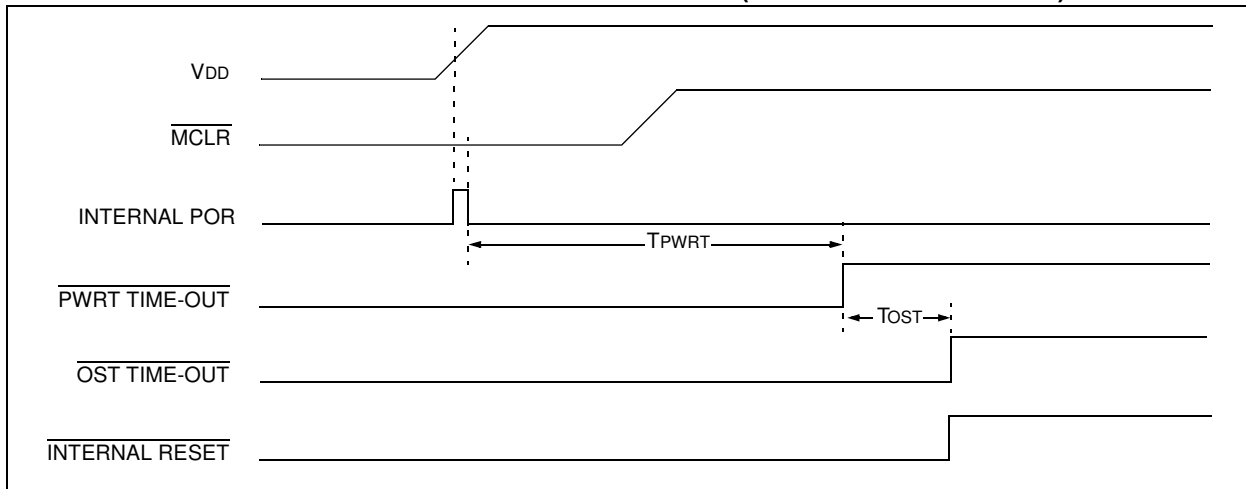 VDD
MCLR
INTERNAL POR
TPWRT
PWRT TIME-OUT
TOST
OST TIME-OUT
INTERNAL RESET